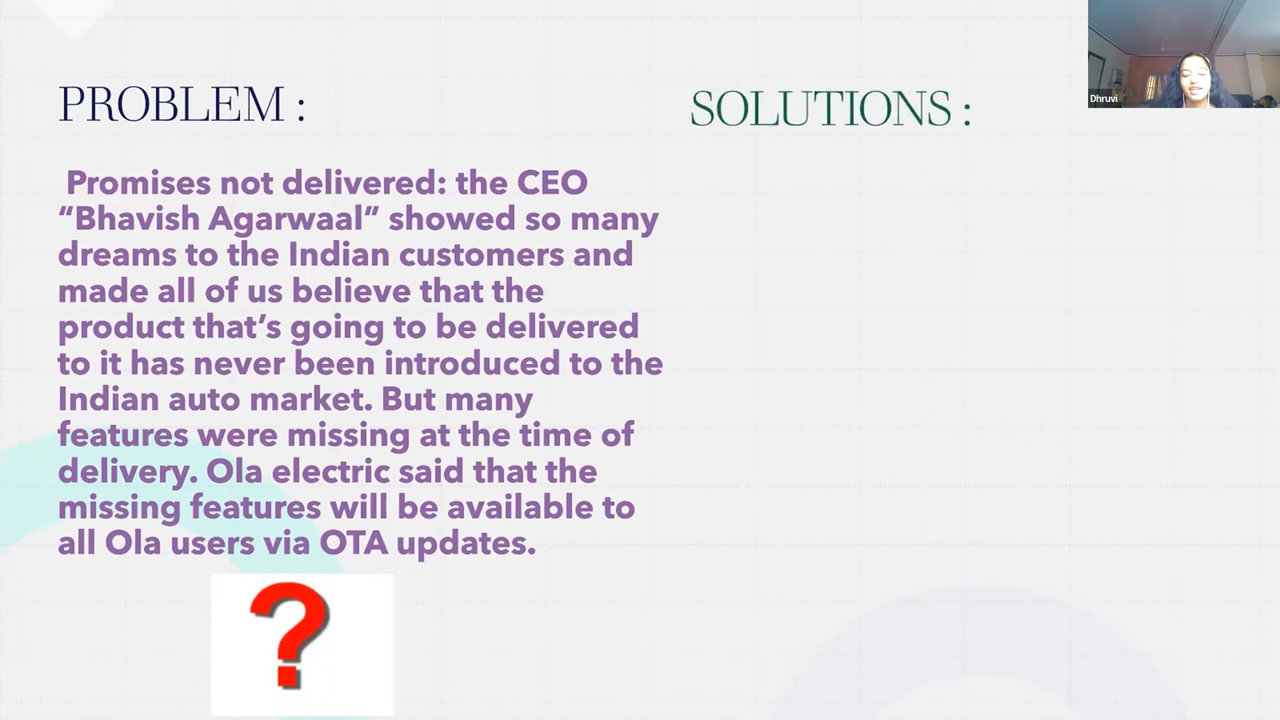 PROBLEM :
Promises not delivered: the CEO
“Bhavish Agarwaal” showed so many
dreams to the Indian customers and
made all of us believe that the
product that’s going to be delivered
to it has never been introduced to the
Indian auto market. But many
features were missing at the time of
delivery. Ola electric said that the
missing features will be available to
all Ola users via OTA updates.
?
SOLUTIONS :
Dhruvi